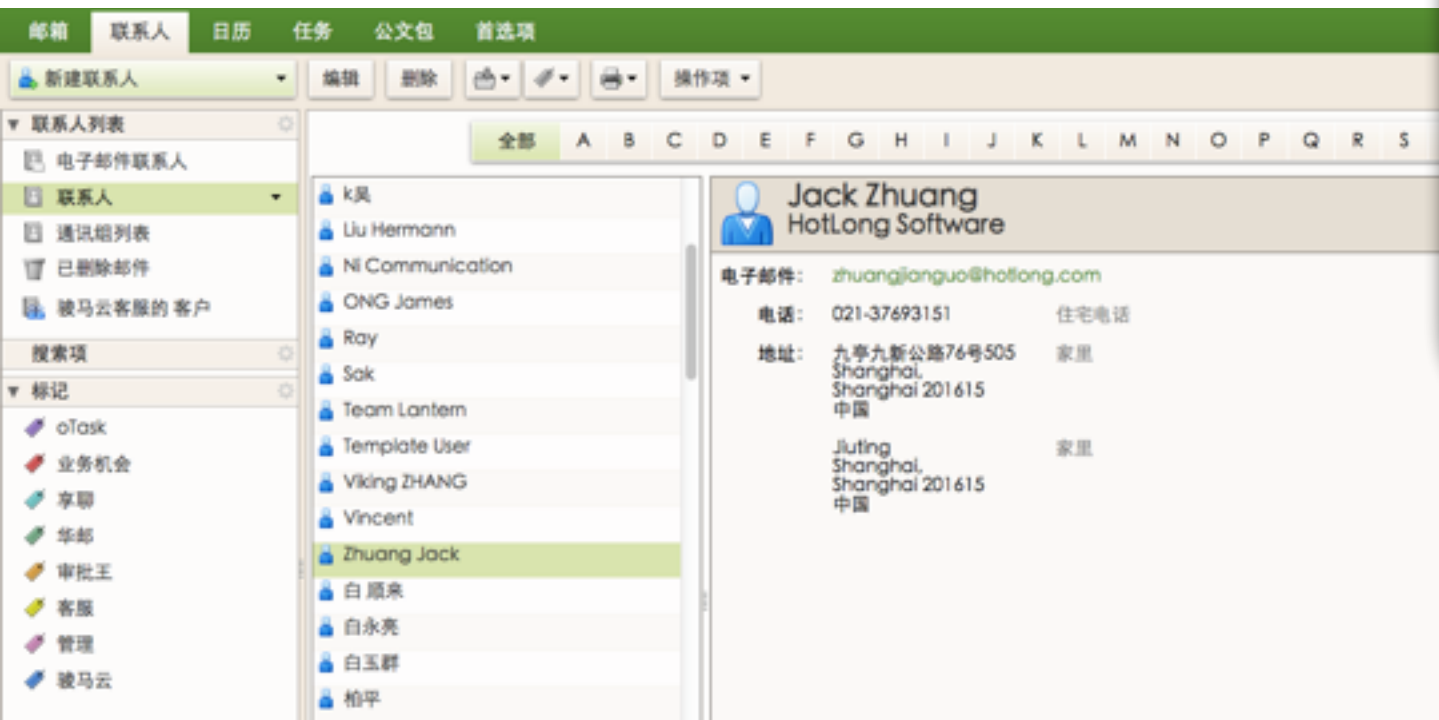 邮箱 联系人 日历 任务 公文包 首选项
新建联系人 编辑 删除 操作项
联系人列表
电子邮件联系人
联系人
通讯组列表
已删除邮件
骏马云客服的 客户
搜索项
标记
oTask
业务机会
享聊
华邮
审批王
客服
管理
骏马云
全部 A B C D E F G H I J K L M N O P Q R S
k吴
Liu Hermann
Ni Communication
ONG James
Ray
Sak
Team Lantern
Template User
Viking ZHANG
Vincent
Zhuang Jack
白 顺来
白永亮
白玉群
柏平
Jack Zhuang
HotLong Software
电子邮件: zhuangjianguo@hotlong.com
电话: 021-37693151 住宅电话
地址: 九亭九新公路76号505 家里
Shanghai,
Shanghai 201615
中国
Jiuting 家里
Shanghai,
Shanghai 201615
中国